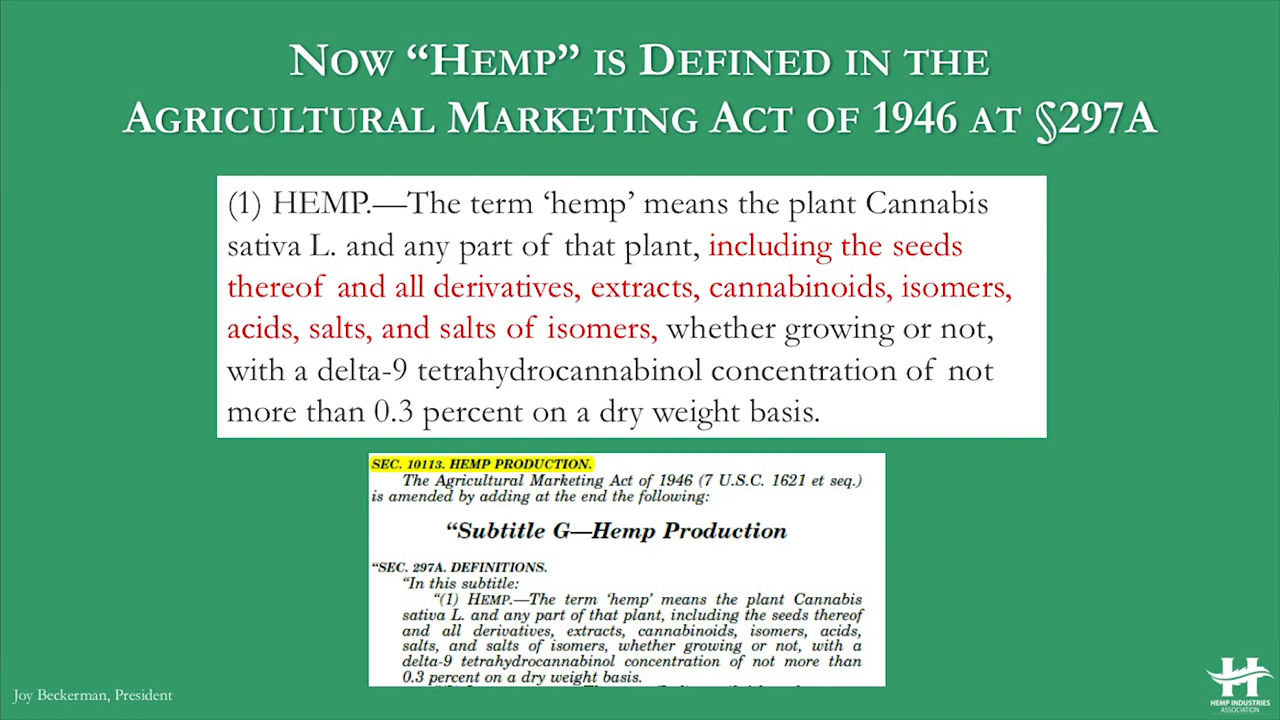 NOW “HEMP” IS DEFINED IN THE
AGRICULTURAL MARKETING ACT OF 1946 AT §297A
(1) HEMP.—The term ‘hemp’ means the plant Cannabis
sativa L. and any part of that plant, including the seeds
thereof and all derivatives, extracts, cannabinoids, isomers,
acids, salts, and salts of isomers, whether growing or not,
with a delta-9 tetrahydrocannabinol concentration of not
more than 0.3 percent on a dry weight basis.
SEC. 10113. HEMP PRODUCTION.
The Agricultural Marketing Act of 1946 (7 U.S.C. 1621 et seq.)
is amended by adding at the end the following:
“Subtitle G—Hemp Production
“SEC. 297A. DEFINITIONS.
“In this subtitle:
“(1) HEMP.—The term ‘hemp’ means the plant Cannabis
sativa L. and any part of that plant, including the seeds thereof
and all derivatives, extracts, cannabinoids, isomers, acids,
salts, and salts of isomers, whether growing or not, with a
delta-9 tetrahydrocannabinol concentration of not more than
0.3 percent on a dry weight basis.
Joy Beckerman, President
HEMP INDUSTRIES
ASSOCIATION